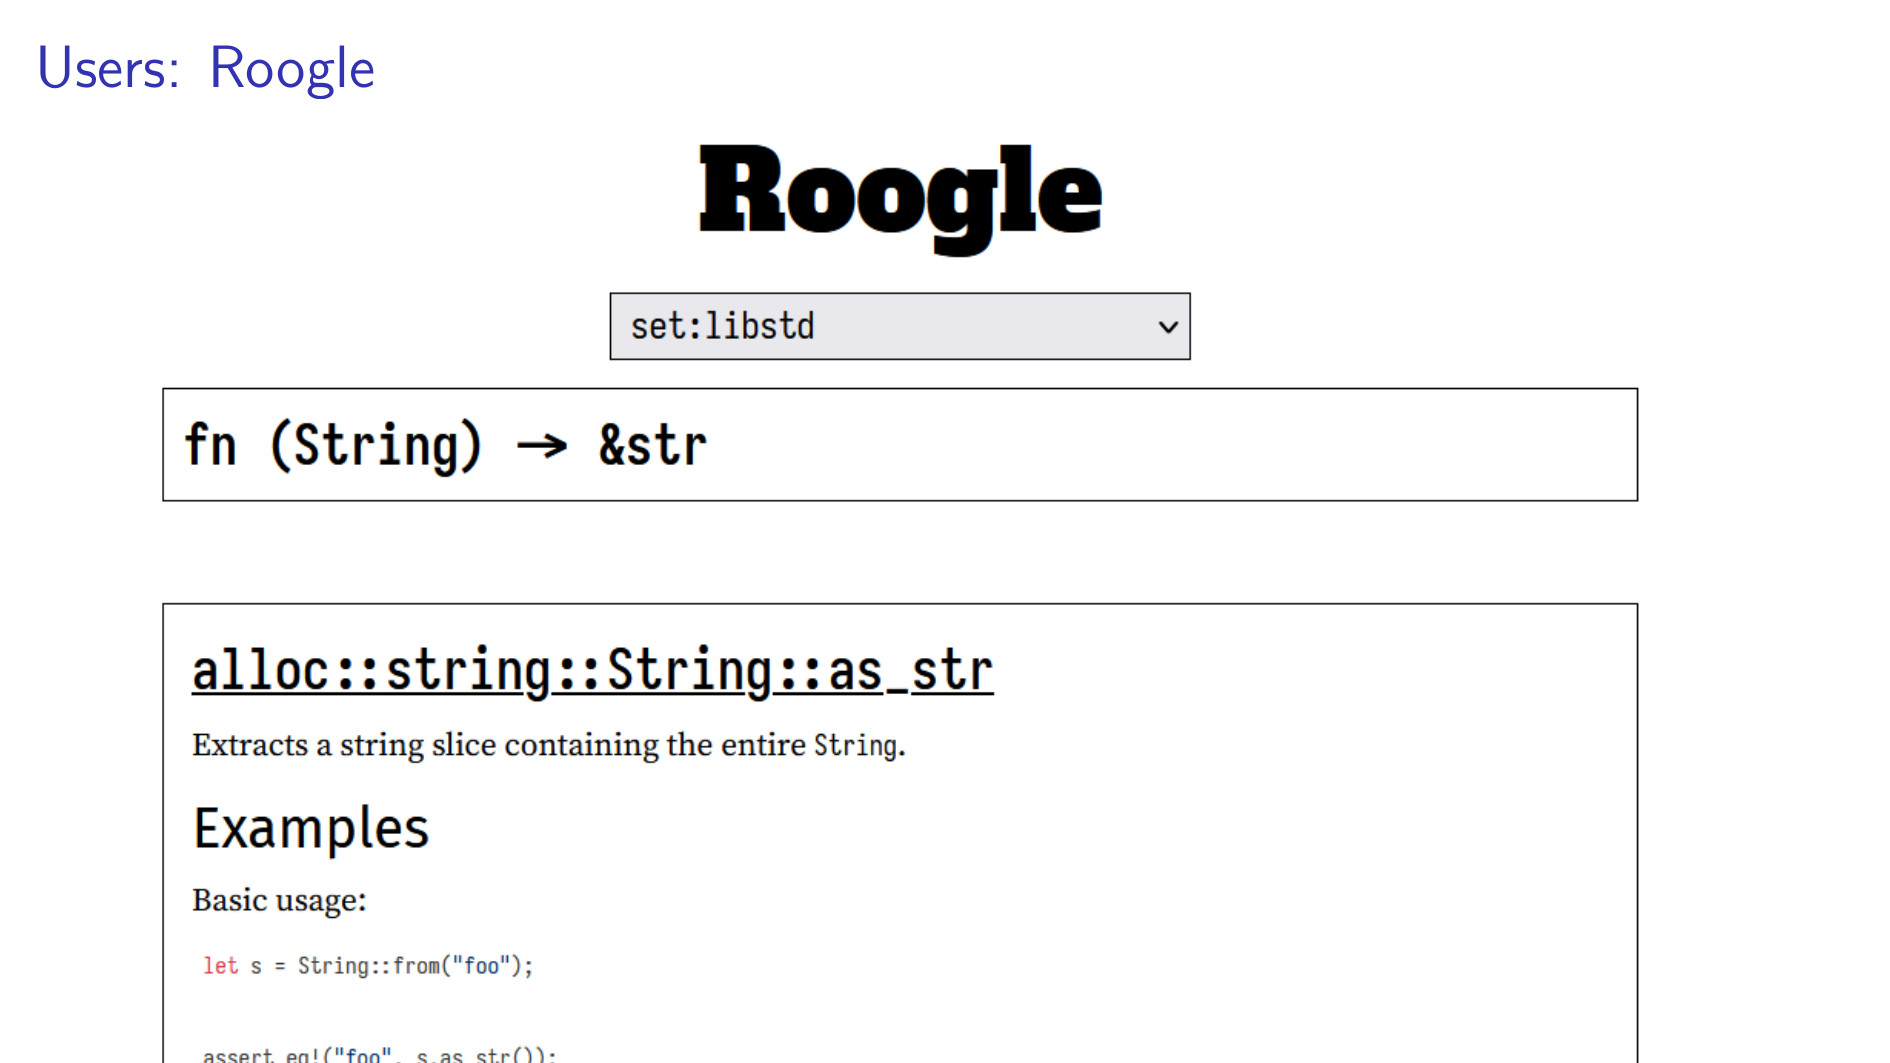 Users: Roogle
Roogle
set:libstd
fn (String) -> &str
alloc::string::String::as_str
Extracts a string slice containing the entire String.
Examples
Basic usage:
let s = String::from("foo");
assert_eq!("foo", s.as_str());